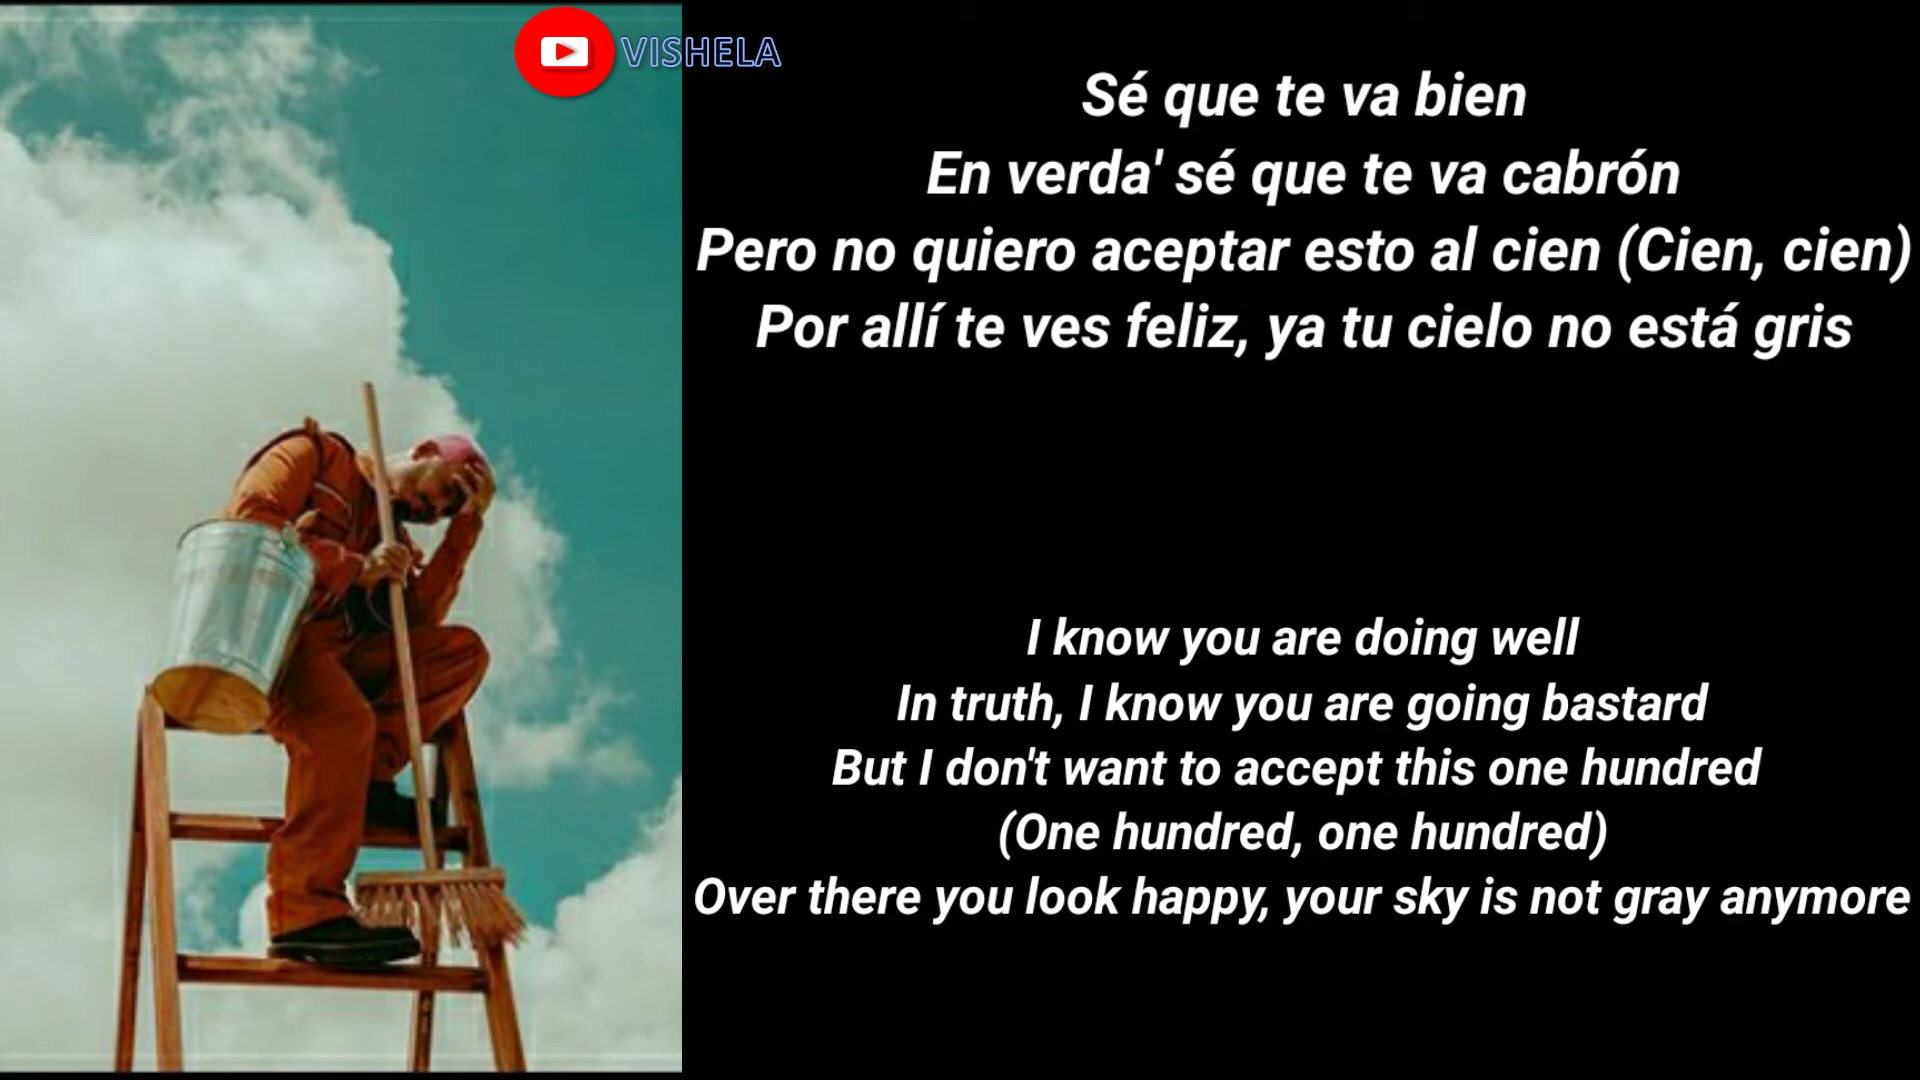 VISHELA
Sé que te va bien
En verda' sé que te va cabrón
Pero no quiero aceptar esto al cien (Cien, cien)
Por allí te ves feliz, ya tu cielo no está gris
I know you are doing well
In truth, I know you are going bastard
But I don't want to accept this one hundred
(One hundred, one hundred)
Over there you look happy, your sky is not gray anymore